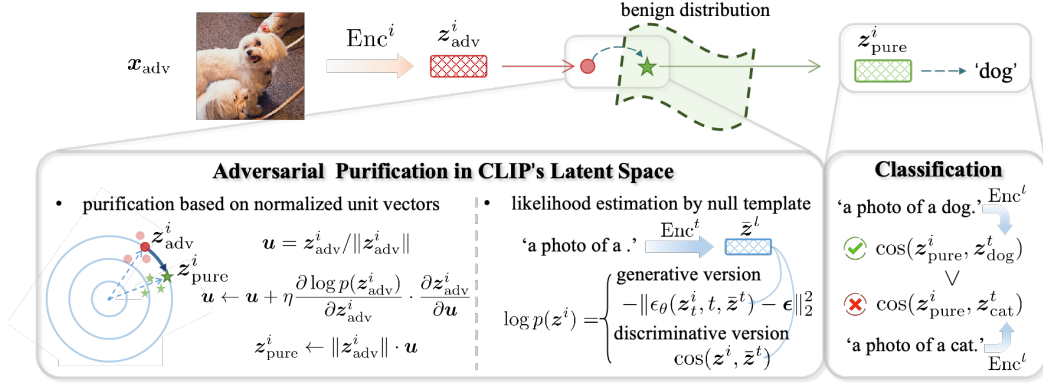 benign distribution
x_adv
Enc^i
z^i_adv
z^i_pure
'dog'
Adversarial Purification in CLIP's Latent Space
• purification based on normalized unit vectors
z^i_adv
z^i_pure
u = z^i_adv/‖z^i_adv‖
u ← u + η ∂ log p(z^i_adv)/∂z^i_adv · ∂z^i_adv/∂u
z^i_pure ← ‖z^i_adv‖ · u
• likelihood estimation by null template
'a photo of a .'
Enc^t
z̄^t
log p(z^i) = {
generative version
−‖ϵ_θ(z^i_t, t, z̄^t) − ϵ‖^2_2
discriminative version
cos(z^i, z̄^t)
Classification
'a photo of a dog.' Enc^t
cos(z^i_pure, z^t_dog)
∨
cos(z^i_pure, z^t_cat)
'a photo of a cat.'
Enc^t